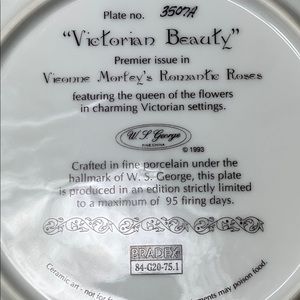 Plate no. 3507A
"Victorian Beauty"
Premier issue in
Vieonne Morley's Romantic Roses
featuring the queen of the flowers
in charming Victorian settings.
W. S. George
FINE CHINA
© 1993
Crafted in fine porcelain under the
hallmark of W. S. George, this plate
is produced in an edition strictly limited
to a maximum of 95 firing days.
BRADEX
84-G20-75.1
Ceramic art - not for
may poison food.